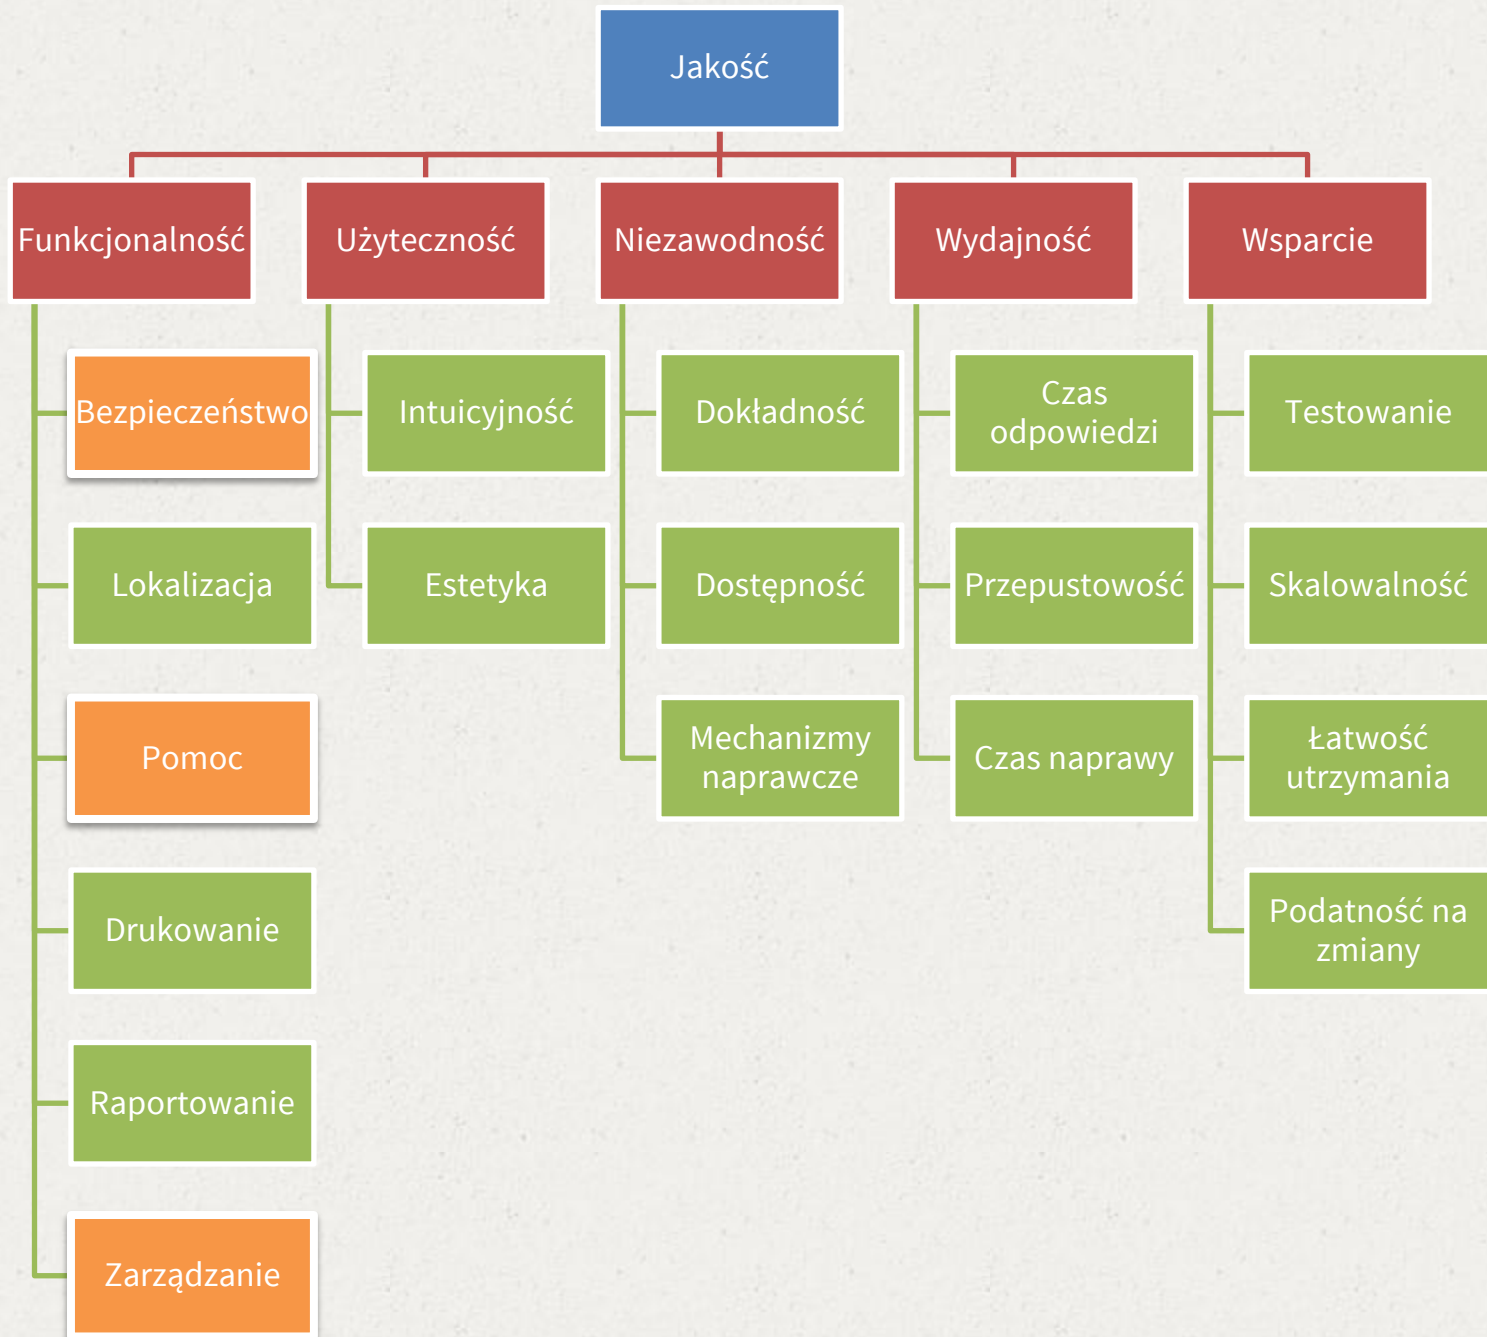 Jakość
Funkcjonalność
Użyteczność
Niezawodność
Wydajność
Wsparcie
Bezpieczeństwo
Lokalizacja
Pomoc
Drukowanie
Raportowanie
Zarządzanie
Intuicyjność
Estetyka
Dokładność
Dostępność
Mechanizmy
naprawcze
Czas
odpowiedzi
Przepustowość
Czas naprawy
Testowanie
Skalowalność
Łatwość
utrzymania
Podatność na
zmiany